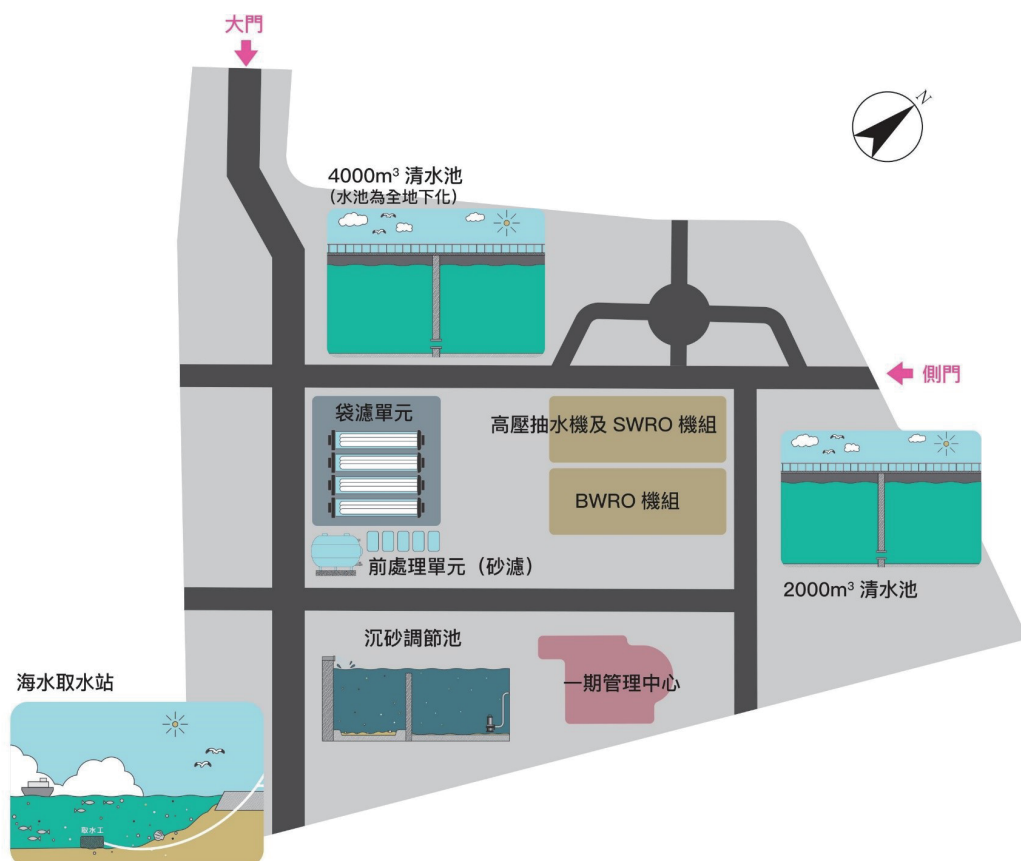 大門
N
4000m³ 清水池
(水池為全地下化)
側門
袋濾單元
高壓抽水機及 SWRO 機組
BWRO 機組
前處理單元（砂濾）
2000m³ 清水池
沉砂調節池
一期管理中心
海水取水站
取水工